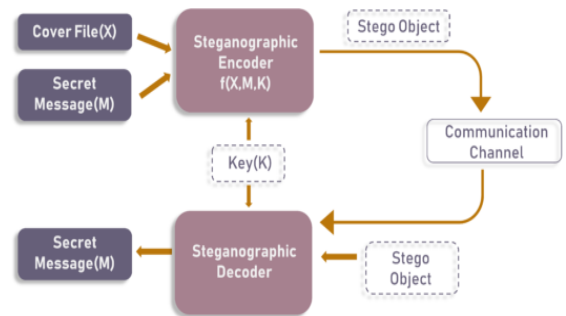 Cover File(X)
Secret
Message(M)
Steganographic
Encoder
f(X,M,K)
Stego Object
Communication
Channel
Key(K)
Secret
Message(M)
Steganographic
Decoder
Stego
Object